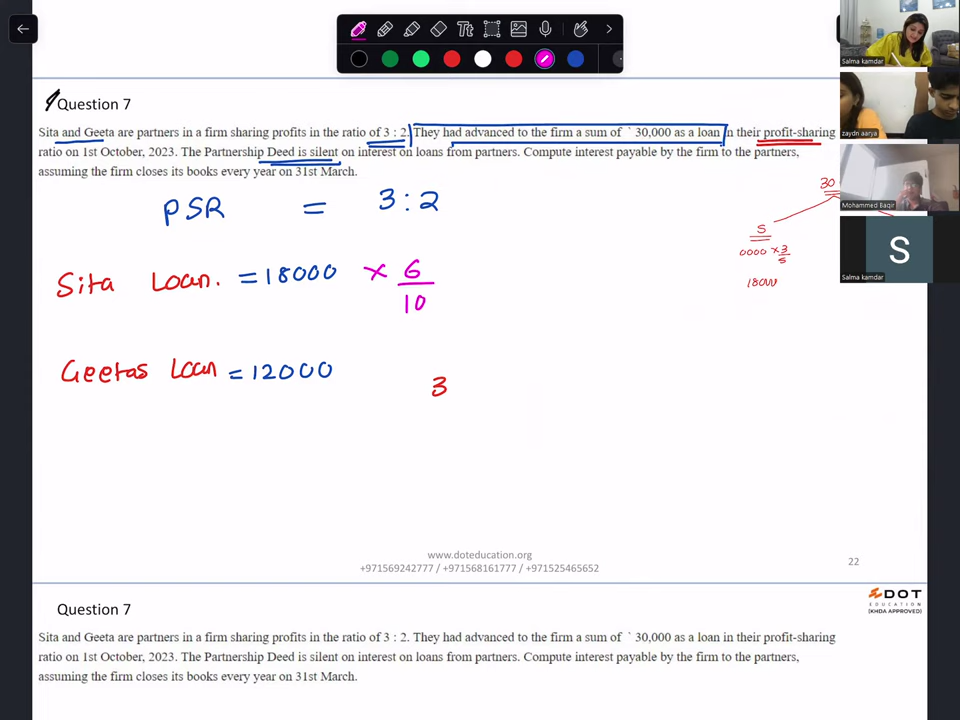 Question 7
Sita and Geeta are partners in a firm sharing profits in the ratio of 3 : 2. They had advanced to the firm a sum of ` 30,000 as a loan in their profit-sharing
ratio on 1st October, 2023. The Partnership Deed is silent on interest on loans from partners. Compute interest payable by the firm to the partners,
assuming the firm closes its books every year on 31st March.
PSR = 3:2
30
S
0000 × 3/5
18000
Sita Loan. = 18000 × 6/10
Geetas Loan = 12000
3
www.doteducation.org
+971569242777 / +971568161777 / +971525465652
22
Question 7
DOT
EDUCATION
(KHDA APPROVED)
Sita and Geeta are partners in a firm sharing profits in the ratio of 3 : 2. They had advanced to the firm a sum of ` 30,000 as a loan in their profit-sharing
ratio on 1st October, 2023. The Partnership Deed is silent on interest on loans from partners. Compute interest payable by the firm to the partners,
assuming the firm closes its books every year on 31st March.
Tt
Salma kamdar
zaydn aarya
Mohammed Baqir
S
Salma kamdar